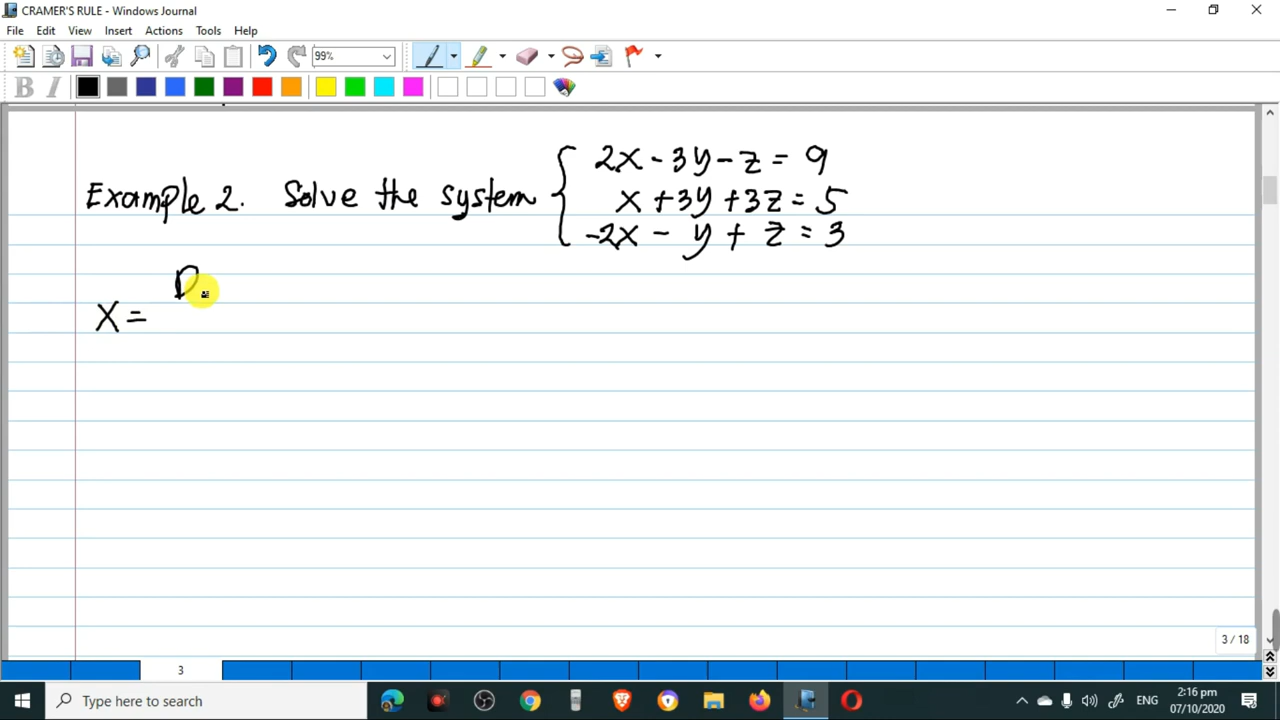 CRAMER'S RULE - Windows Journal
File Edit View Insert Actions Tools Help
99%
B I
2x - 3y - z = 9
Example 2. Solve the system x + 3y + 3z = 5
-2x - y + z = 3
D
x =
3 / 18
3
Type here to search
ENG
2:16 pm
07/10/2020